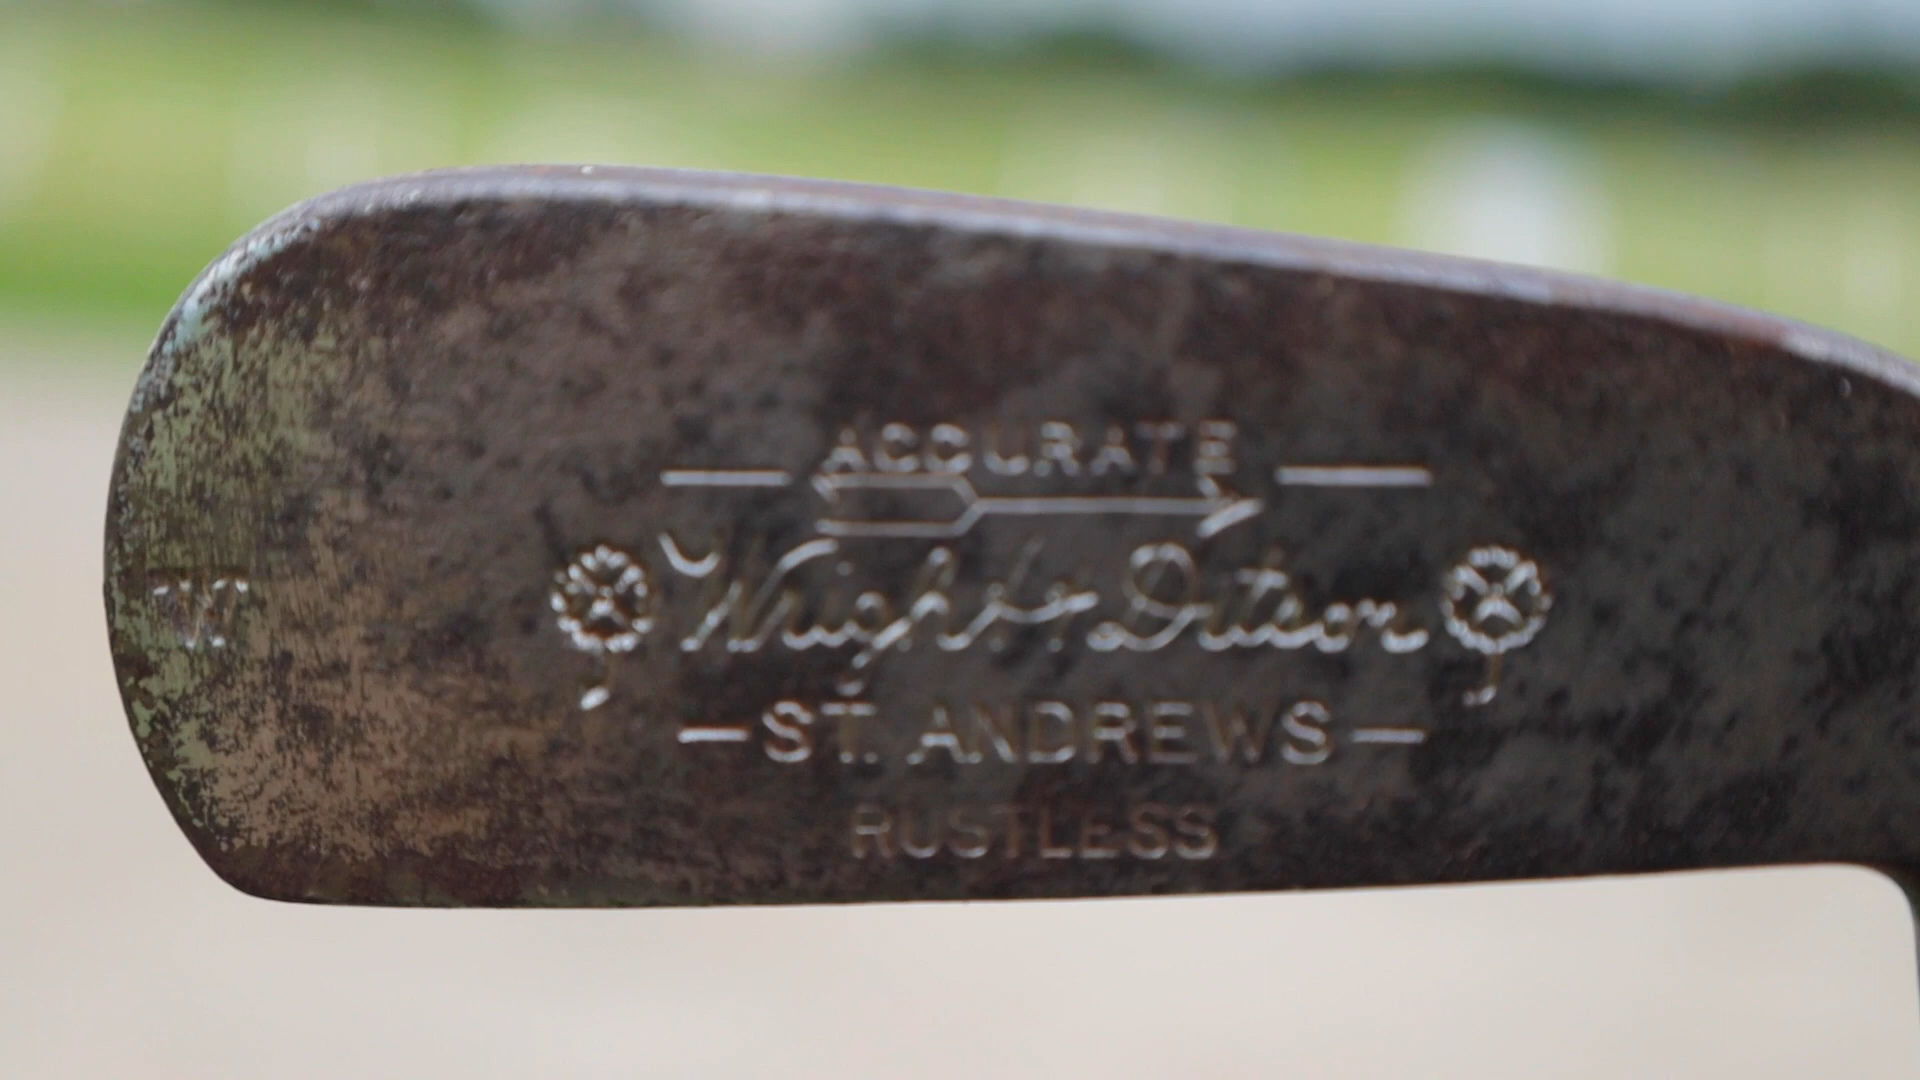 ACCURATE
Wright & Ditson
W
ST. ANDREWS
RUSTLESS